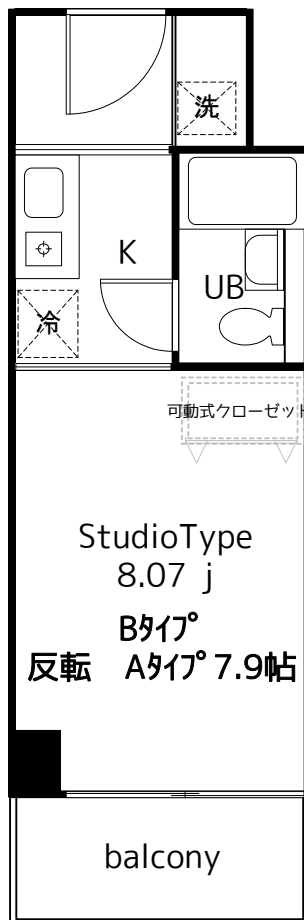 洗
K
UB
冷
可動式クローゼット
StudioType
8.07 j
Bﾀｲﾌﾟ
反転 Aﾀｲﾌﾟ 7.9帖
balcony